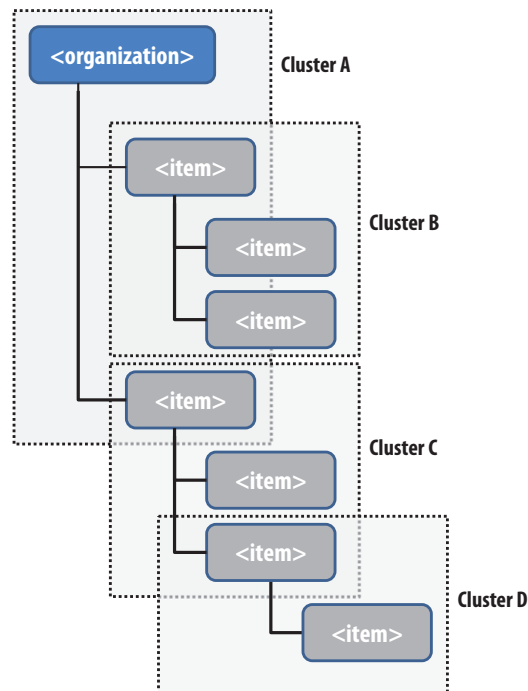 <organization>
Cluster A
<item>
Cluster B
<item>
<item>
<item>
Cluster C
<item>
<item>
Cluster D
<item>